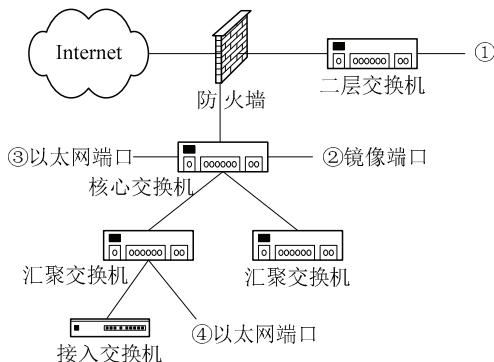 Internet
①
防火墙
二层交换机
③以太网端口
②镜像端口
核心交换机
汇聚交换机
汇聚交换机
④以太网端口
接入交换机